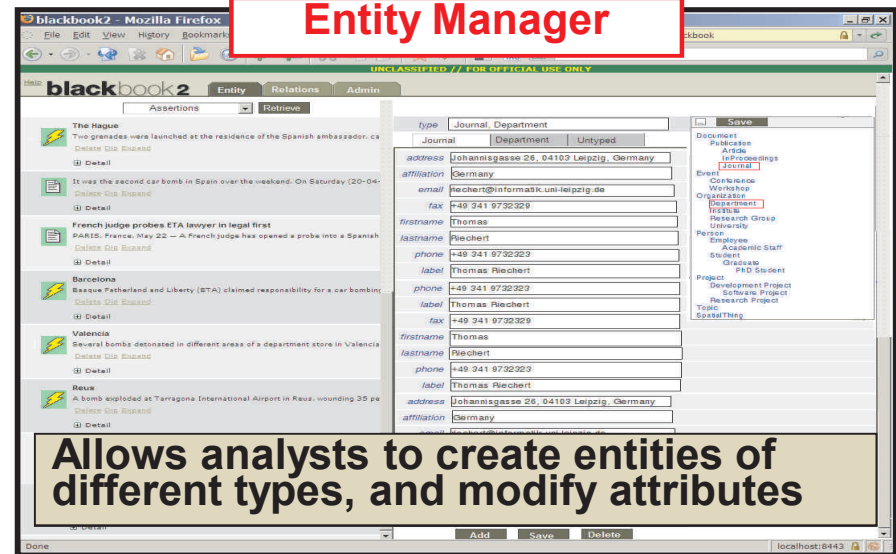 Entity Manager
blackbook2 - Mozilla Firefox
File Edit View History Bookmark
ckbook
UNCLASSIFIED // FOR OFFICIAL USE ONLY
Help blackbook2 Entity Relations Admin
Assertions Retrieve
The Hague
Two grenades were launched at the residence of the Spanish ambassador. ca
Delete Dip Expand
Detail
It was the second car bomb in Spain over the weekend. On Saturday (20-04-
Delete Dip Expand
Detail
French judge probes ETA lawyer in legal first
PARIS, France, May 22 — A French judge has opened a probe into a Spanish
Delete Dip Expand
Detail
Barcelona
Basque Fatherland and Liberty (ETA) claimed responsibility for a car bombing
Delete Dip Expand
Detail
Valencia
Several bombs detonated in different areas of a department store in Valencia
Delete Dip Expand
Detail
Reus
A bomb exploded at Tarragona International Airport in Reus, wounding 35 pe
Delete Dip Expand
Detail
type Journal, Department
Journal Department Untyped
address Johannisgasse 26, 04103 Leipzig, Germany
affiliation Germany
email riechert@informatik.uni-leipzig.de
fax +49 341 9732329
firstname Thomas
lastname Riechert
phone +49 341 9732323
label Thomas Riechert
phone +49 341 9732323
label Thomas Riechert
fax +49 341 9732329
firstname Thomas
lastname Riechert
phone +49 341 9732323
label Thomas Riechert
address Johannisgasse 26, 04103 Leipzig, Germany
affiliation Germany
email riechert@informatik.uni-leipzig.de
Save
Document
Publication
Article
InProceedings
Journal
Event
Conference
Workshop
Organization
Department
Institute
Research Group
University
Person
Employee
Academic Staff
Student
Graduate
PhD Student
Project
Development Project
Software Project
Research Project
Topic
SpatialThing
Allows analysts to create entities of
different types, and modify attributes
Detail
Add Save Delete
Done
localhost:8443